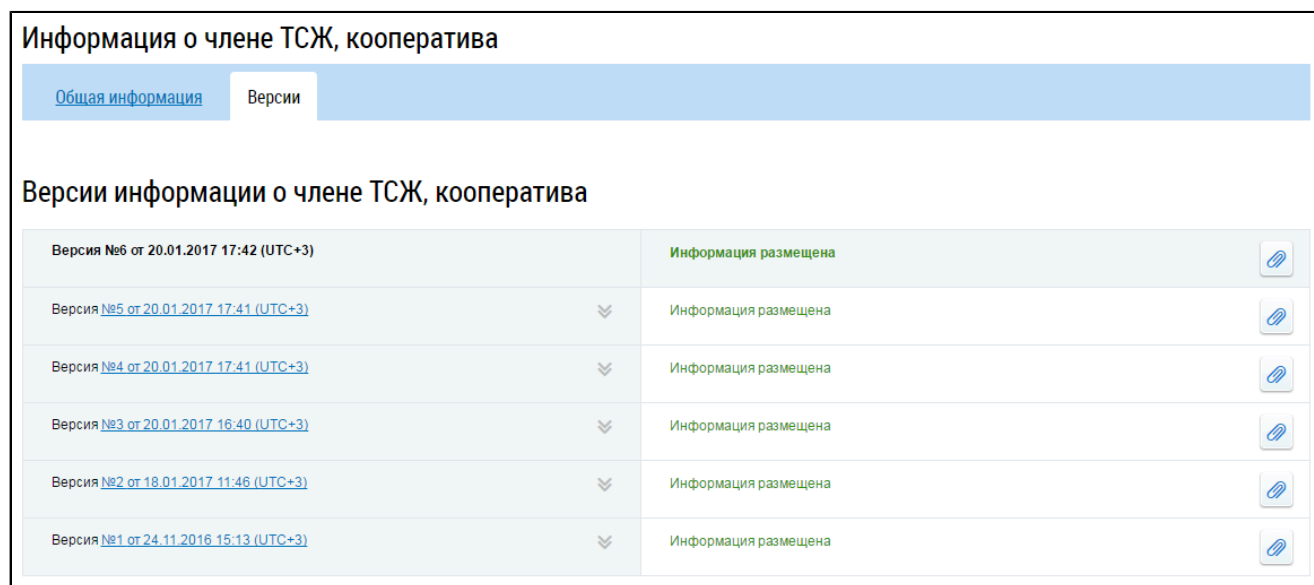 Информация о члене ТСЖ, кооператива
Общая информация Версии
Версии информации о члене ТСЖ, кооператива
Версия №6 от 20.01.2017 17:42 (UTC+3) Информация размещена
Версия №5 от 20.01.2017 17:41 (UTC+3) Информация размещена
Версия №4 от 20.01.2017 17:41 (UTC+3) Информация размещена
Версия №3 от 20.01.2017 16:40 (UTC+3) Информация размещена
Версия №2 от 18.01.2017 11:46 (UTC+3) Информация размещена
Версия №1 от 24.11.2016 15:13 (UTC+3) Информация размещена